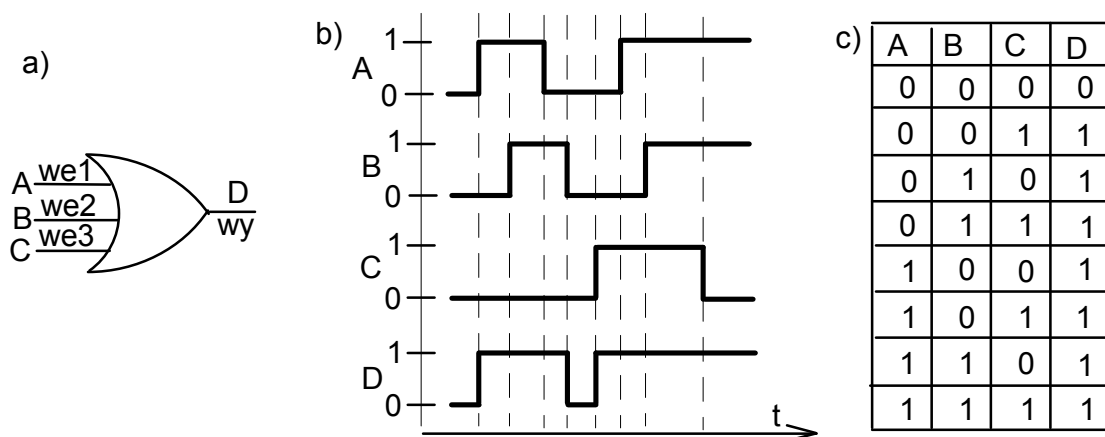 a)
A we1
B we2
C we3
D
wy
b)
1
A
0
1
B
0
1
C
0
1
D
0
t
c)
A B C D
0 0 0 0
0 0 1 1
0 1 0 1
0 1 1 1
1 0 0 1
1 0 1 1
1 1 0 1
1 1 1 1